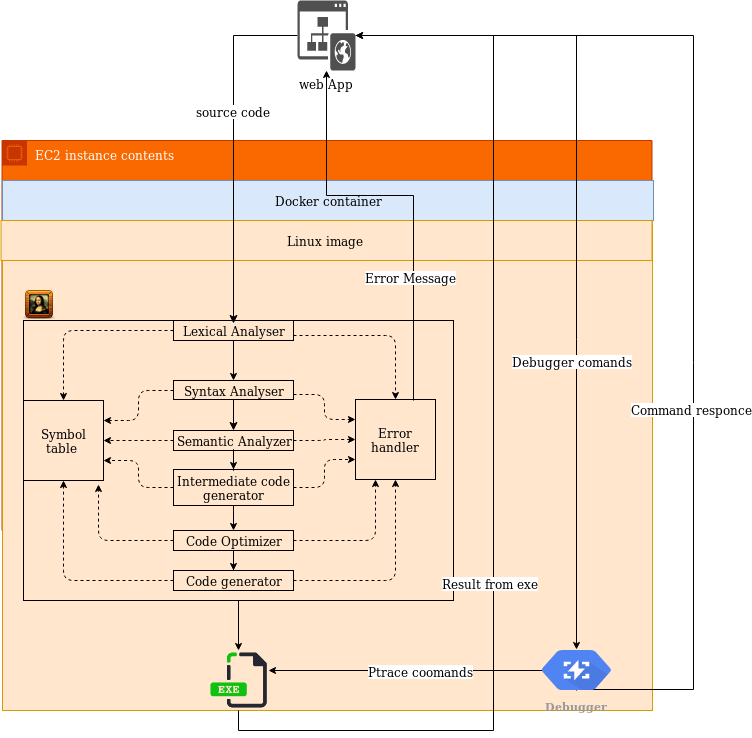 web App
source code
EC2 instance contents
Docker container
Linux image
Error Message
Lexical Analyser
Debugger comands
Syntax Analyser
Command responce
Symbol
table
Error
handler
Semantic Analyzer
Intermediate code
generator
Code Optimizer
Code generator
Result from exe
Ptrace coomands
EXE
Debugger